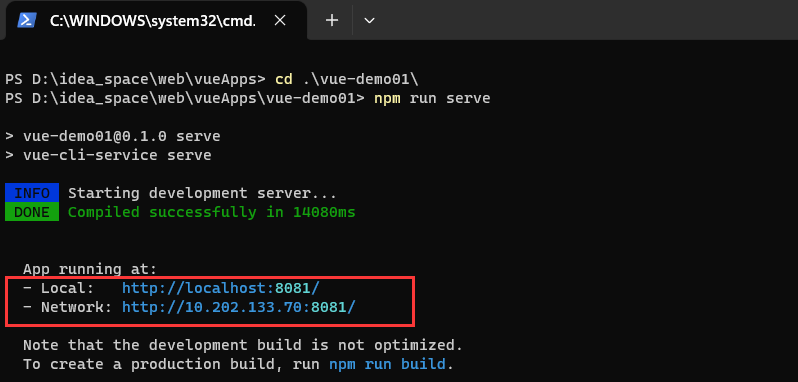 C:\WINDOWS\system32\cmd.
PS D:\idea_space\web\vueApps> cd .\vue-demo01\
PS D:\idea_space\web\vueApps\vue-demo01> npm run serve
> vue-demo01@0.1.0 serve
> vue-cli-service serve
INFO Starting development server...
DONE Compiled successfully in 14080ms
App running at:
- Local: http://localhost:8081/
- Network: http://10.202.133.70:8081/
Note that the development build is not optimized.
To create a production build, run npm run build.